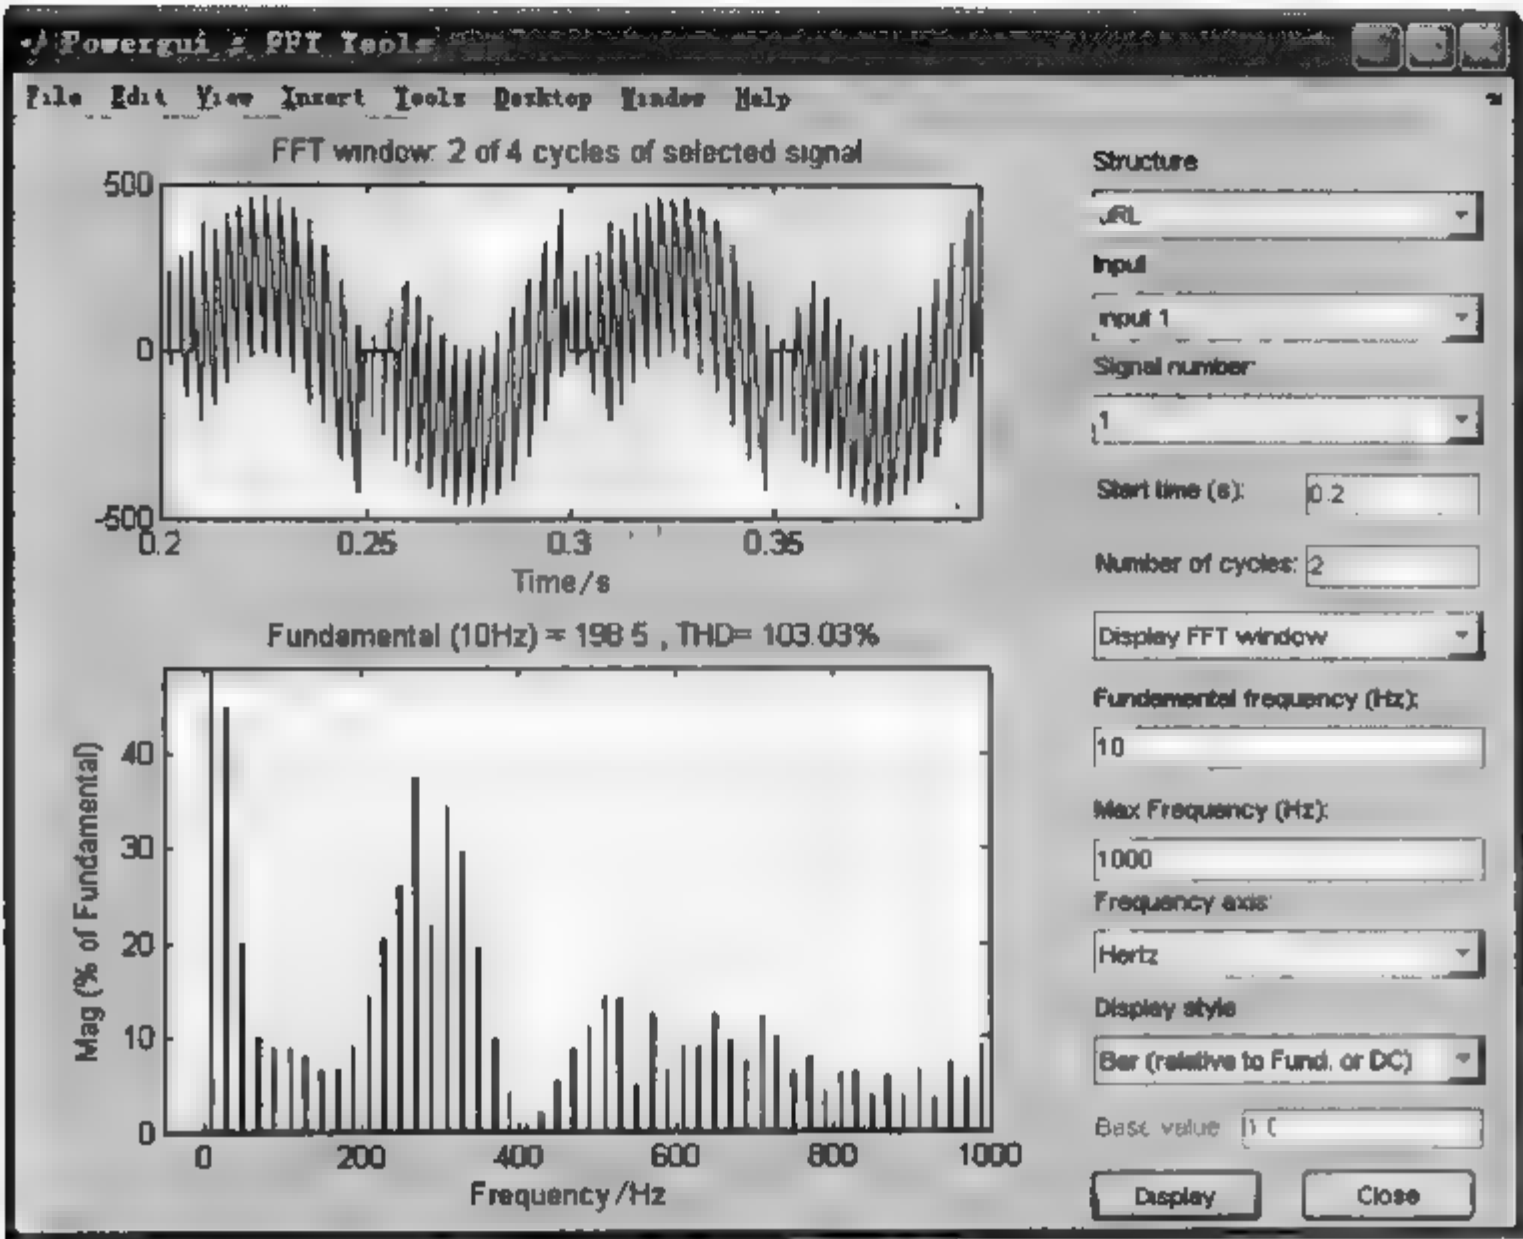 Powergui : FFT Tools
File Edit View Insert Tools Desktop Window Help
FFT window: 2 of 4 cycles of selected signal
500
0
-500
0.2 0.25 0.3 0.35
Time/s
Fundamental (10Hz) = 198 5 , THD= 103.03%
40
30
20
10
0
0 200 400 600 800 1000
Mag (% of Fundamental)
Frequency/Hz
Structure
URL
Input
input 1
Signal number:
1
Start time (s): 0.2
Number of cycles: 2
Display FFT window
Fundamental frequency (Hz):
10
Max Frequency (Hz):
1000
Frequency axis:
Hertz
Display style
Bar (relative to Fund. or DC)
Base value
Display Close